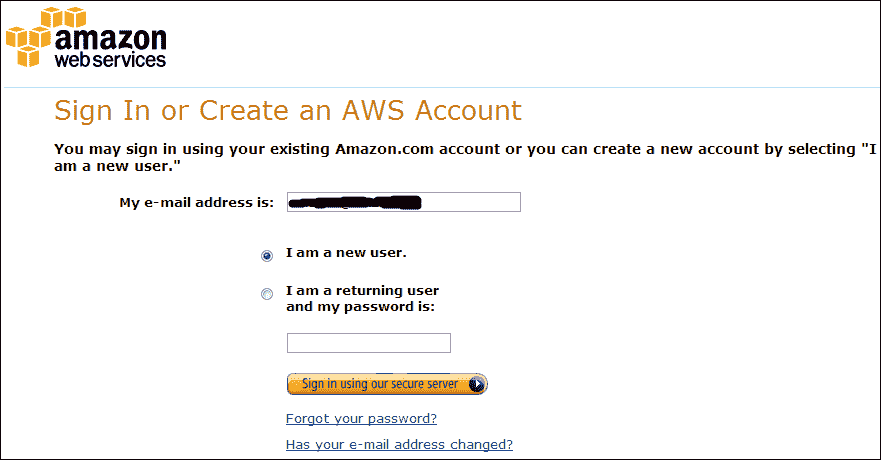 amazon
webservices
Sign In or Create an AWS Account
You may sign in using your existing Amazon.com account or you can create a new account by selecting "I
am a new user."
My e-mail address is:
I am a new user.
I am a returning user
and my password is:
Sign in using our secure server
Forgot your password?
Has your e-mail address changed?